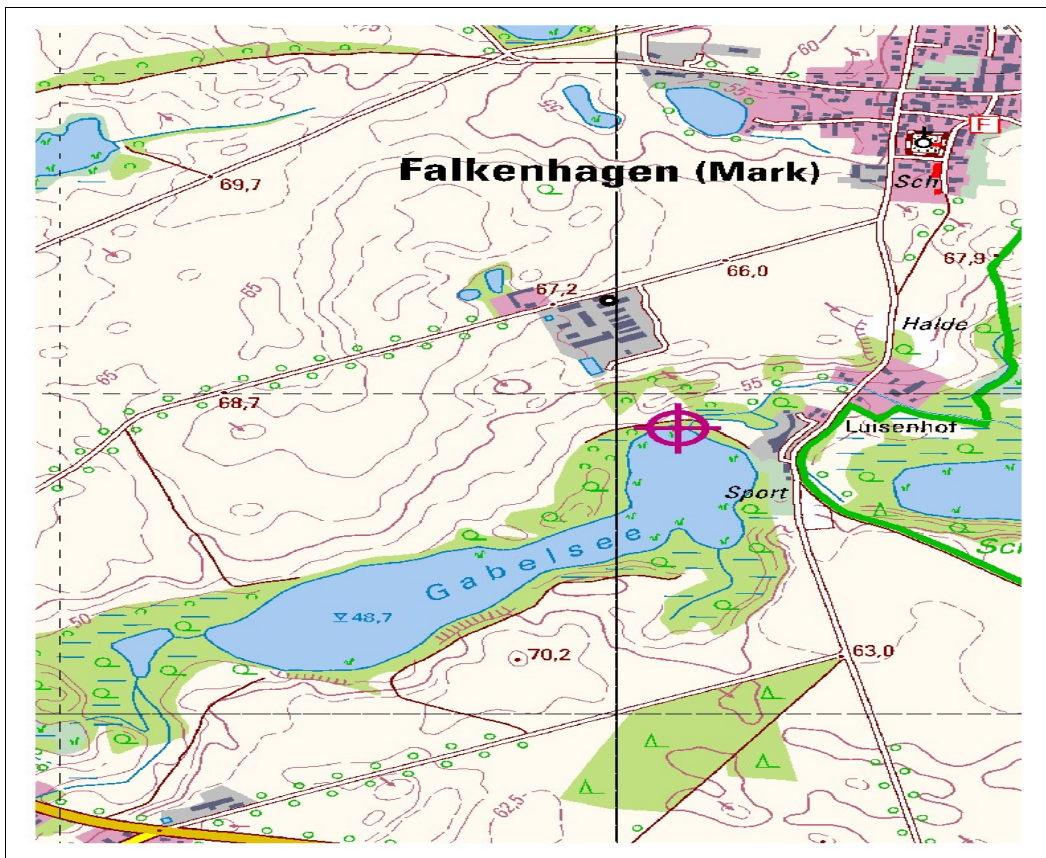 60
55
55
F
Falkenhagen (Mark)
Sch
69,7
67,9
66,0
65
67,2
Halde
65
55
68,7
Luisenhof
Sport
Gabelsee
Sch
50
48,7
70,2
63,0
62,5